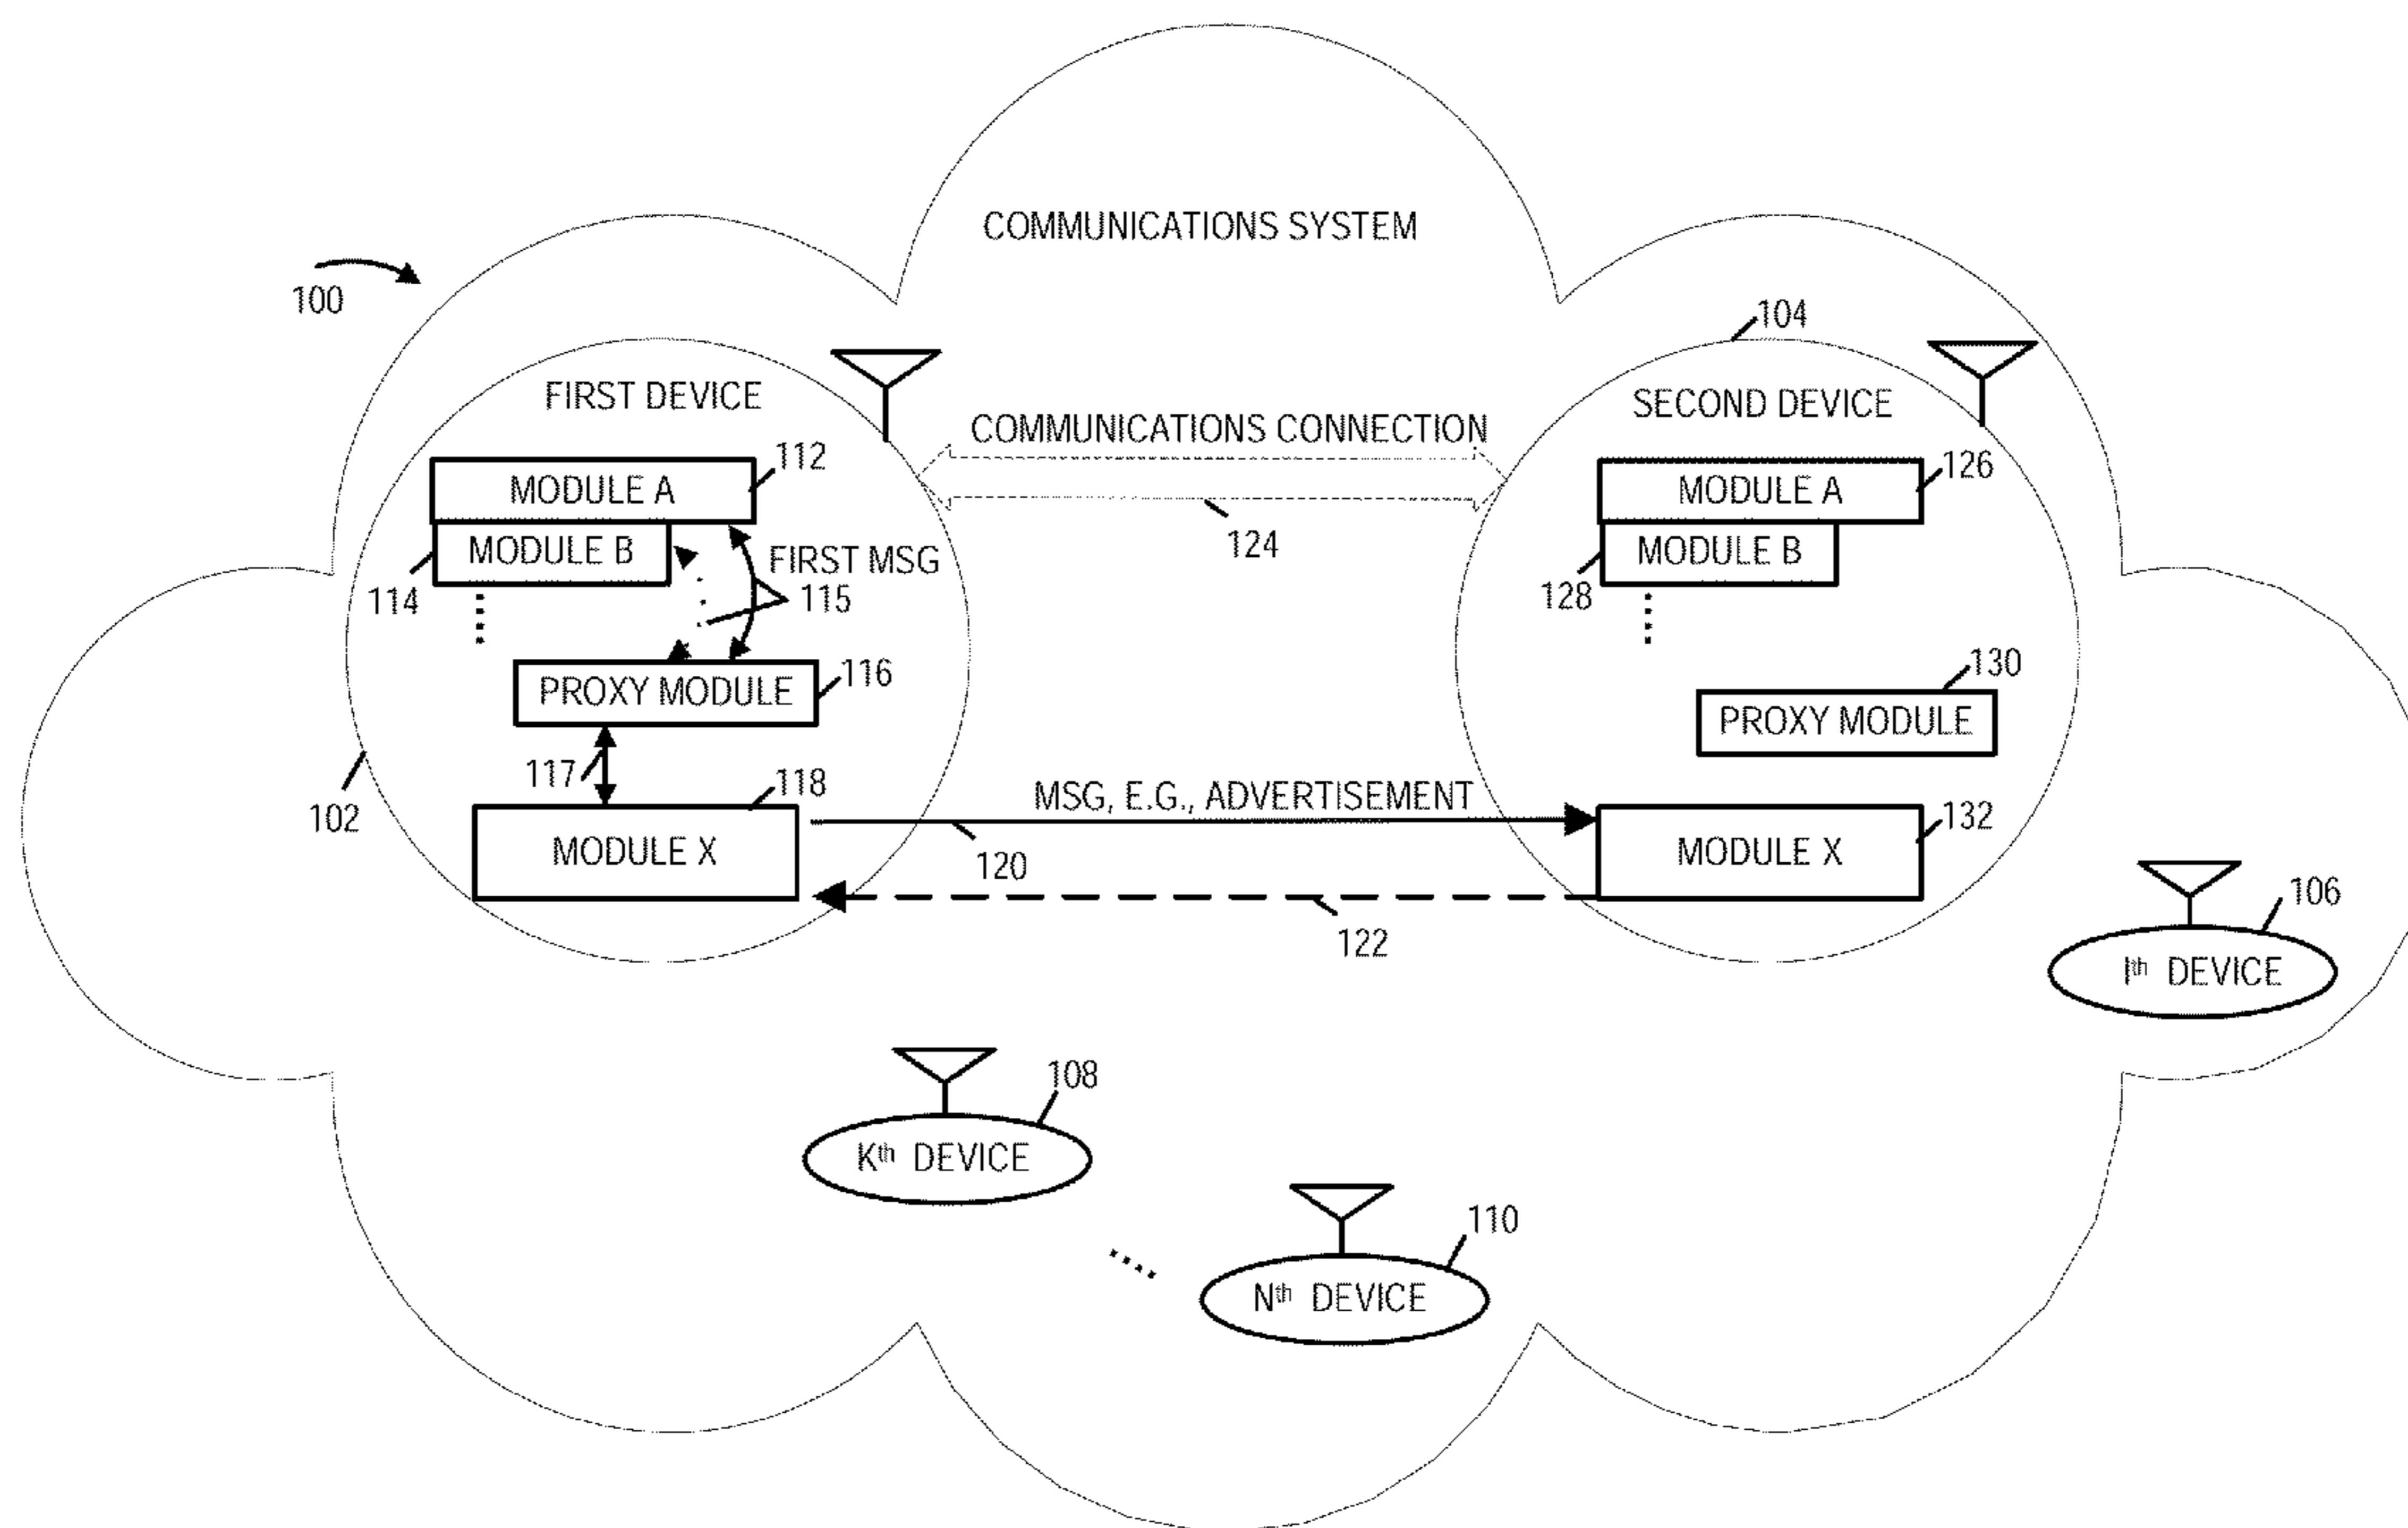 COMMUNICATIONS SYSTEM
100
104
FIRST DEVICE
SECOND DEVICE
COMMUNICATIONS CONNECTION
124
MODULE A
112
MODULE B
114
FIRST MSG
115
PROXY MODULE
116
117
MODULE X
118
102
MSG, E.G., ADVERTISEMENT
120
122
MODULE A
126
MODULE B
128
PROXY MODULE
130
MODULE X
132
106
Ith DEVICE
108
Kth DEVICE
110
Nth DEVICE